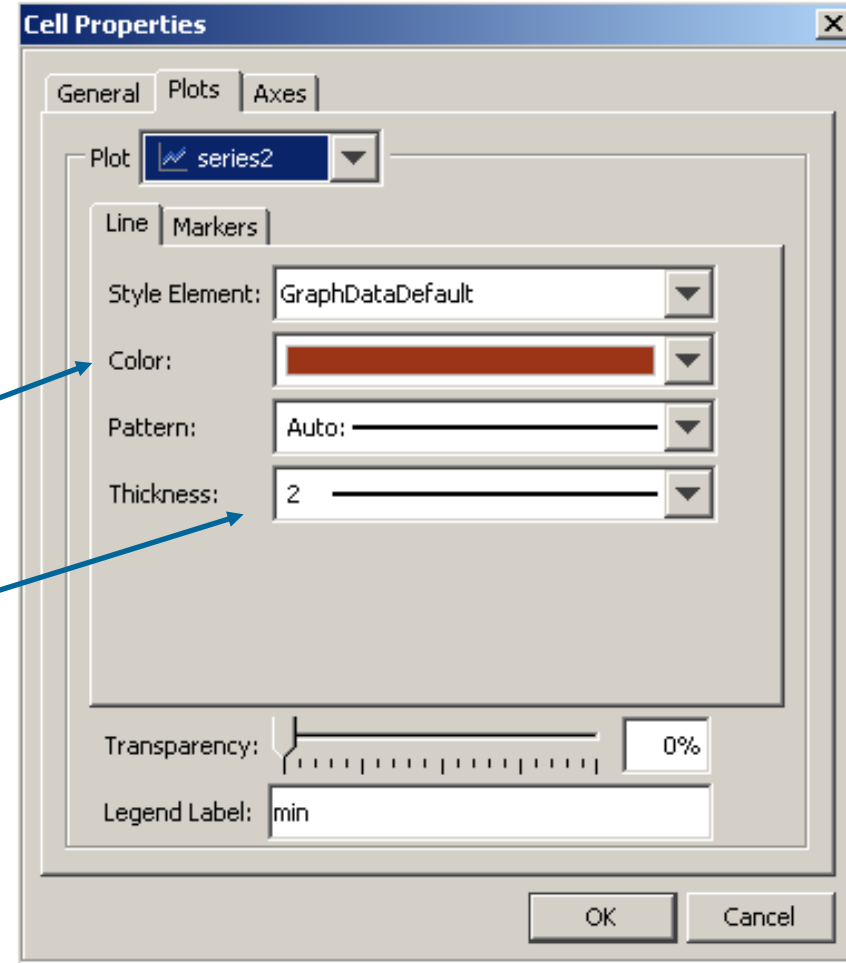 Cell Properties
General Plots Axes
Plot series2
Line Markers
Style Element: GraphDataDefault
Color:
Pattern: Auto:
Thickness: 2
Transparency: 0%
Legend Label: min
OK Cancel